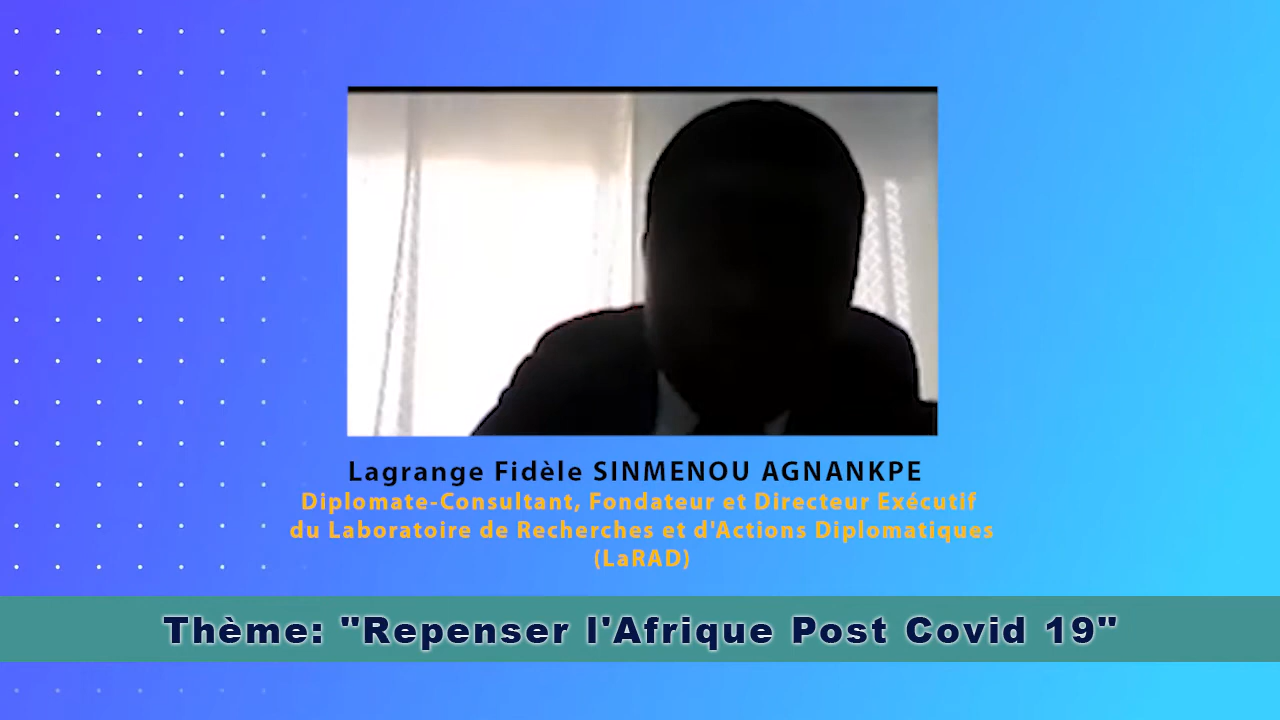 Lagrange Fidèle SINMENOU AGNANKPE
Diplomate-Consultant, Fondateur et Directeur Exécutif
du Laboratoire de Recherches et d'Actions Diplomatiques
(LaRAD)
Thème: "Repenser l'Afrique Post Covid 19"